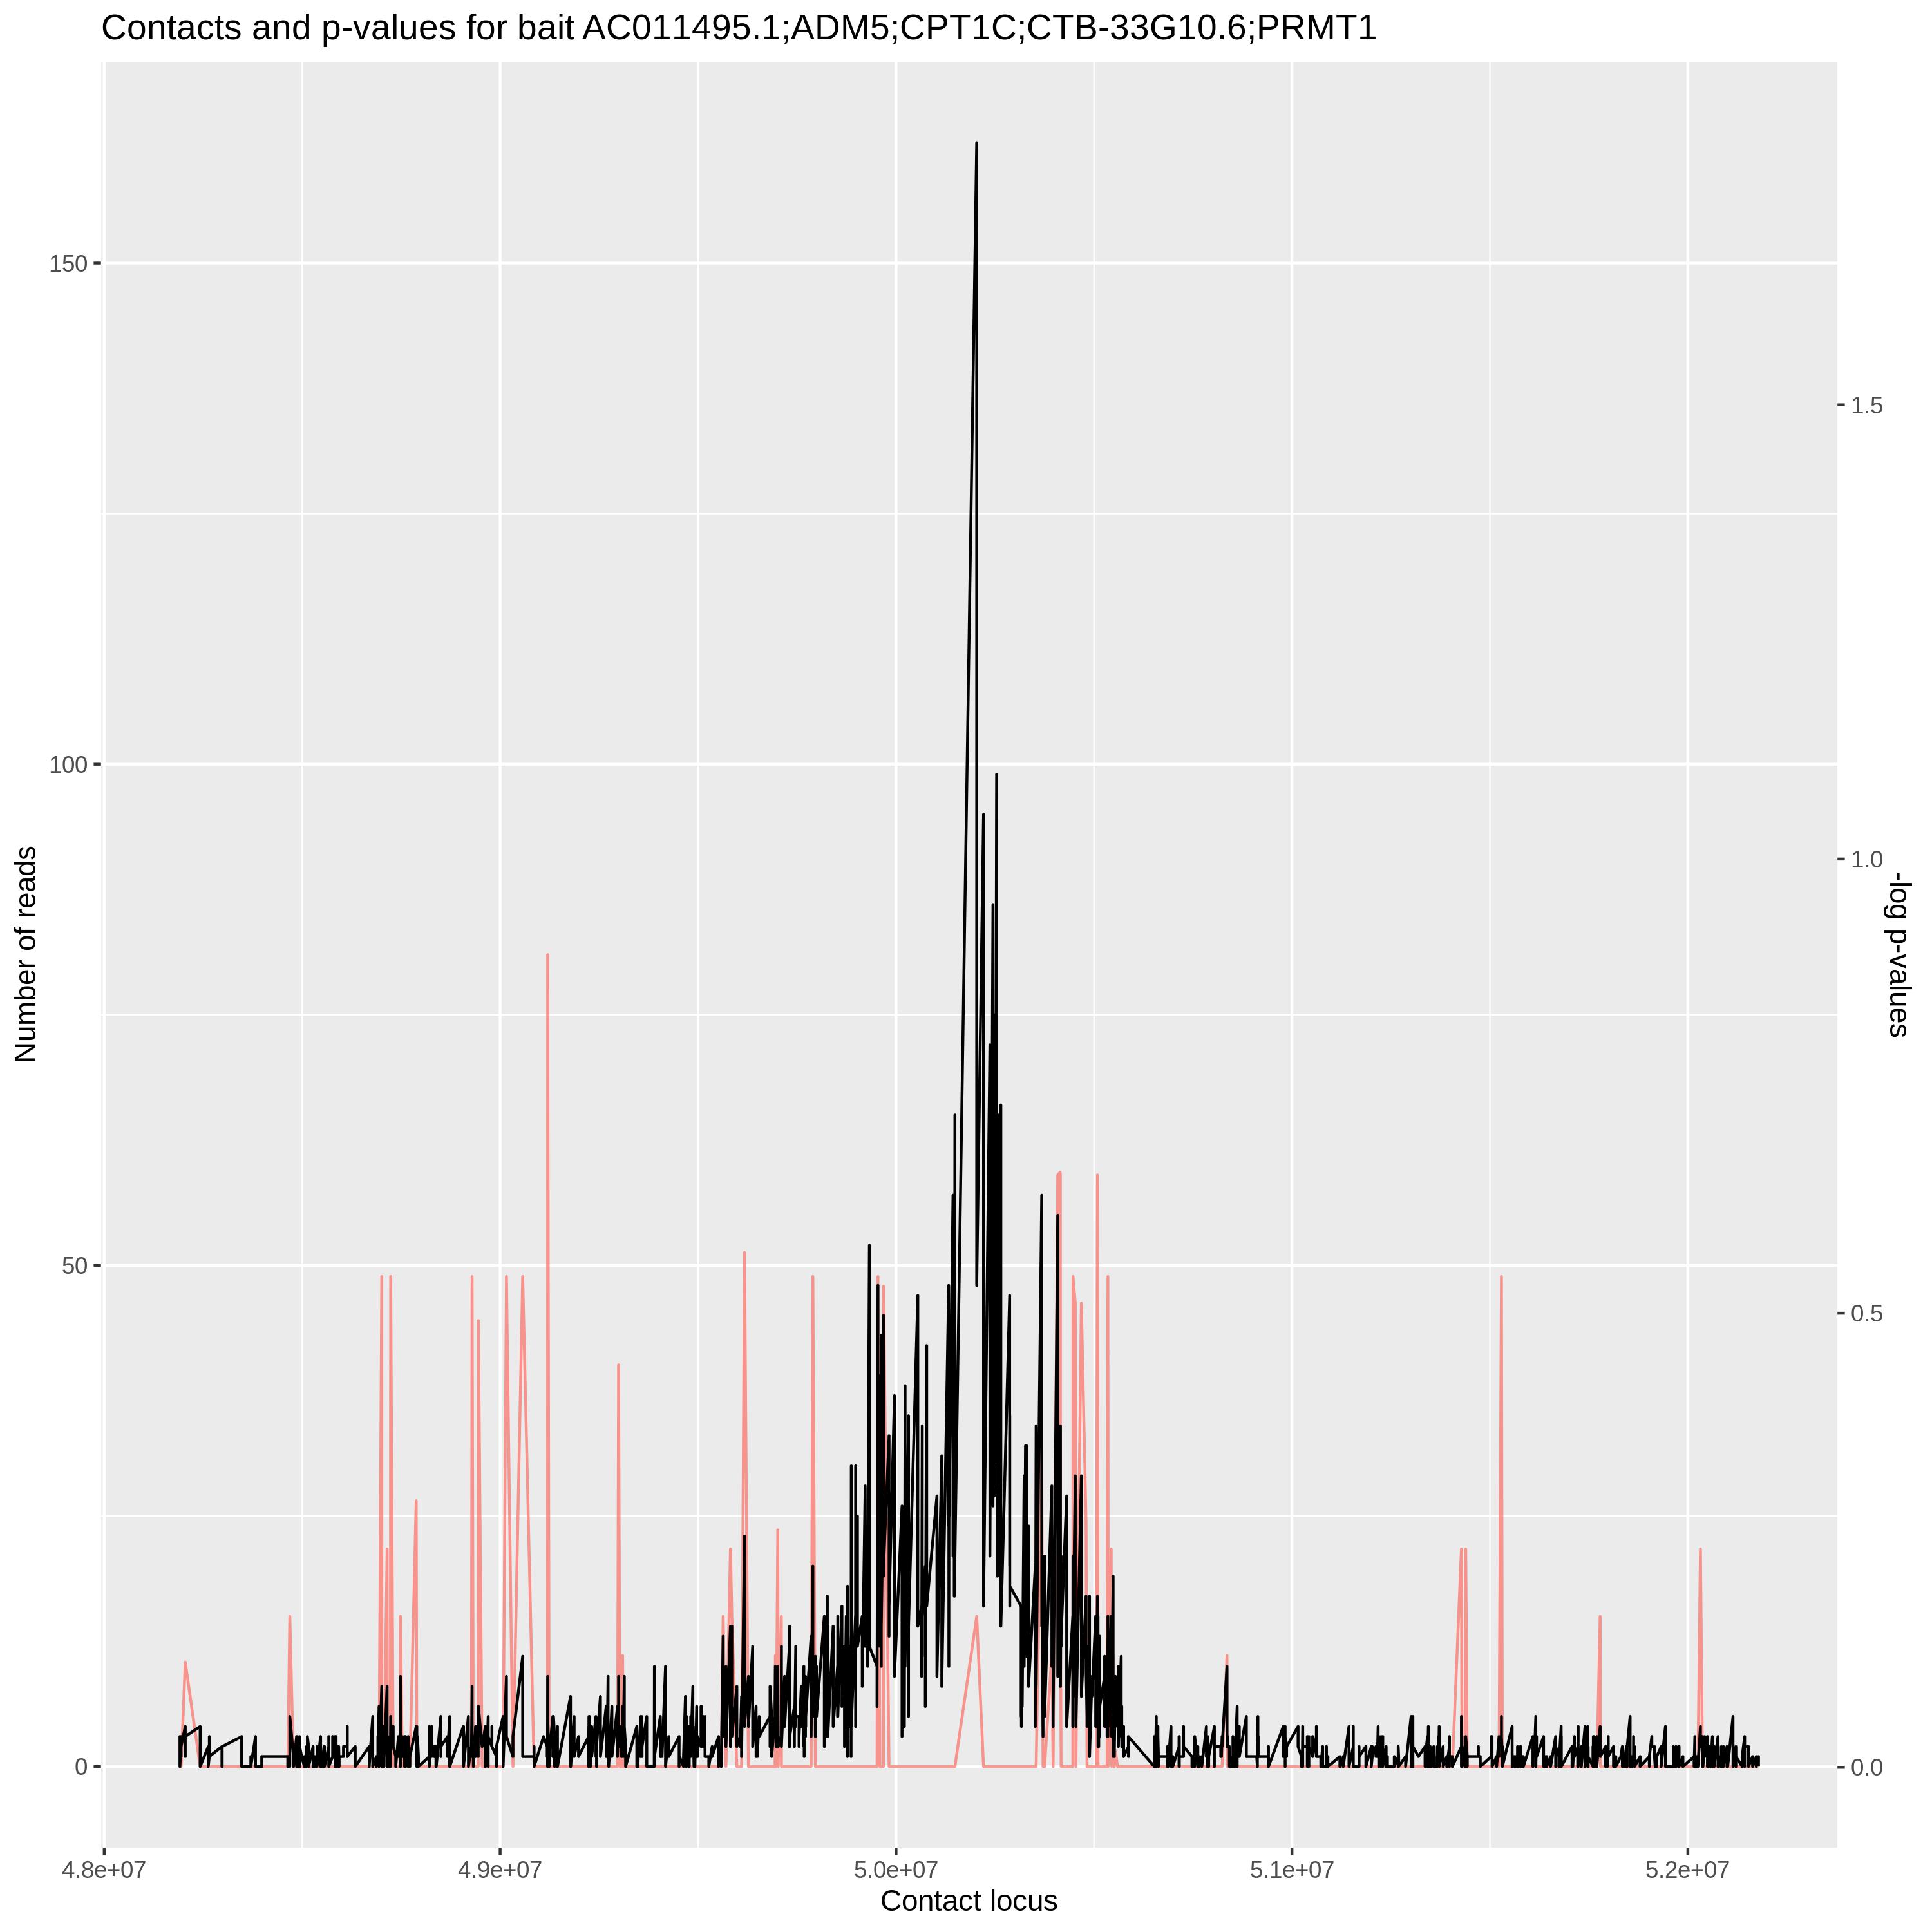 Contacts and p-values for bait AC011495.1;ADM5;CPT1C;CTB-33G10.6;PRMT1
150
100
50
0
Number of reads
1.5
1.0
0.5
0.0
-log p-values
4.8e+07 4.9e+07 5.0e+07 5.1e+07 5.2e+07
Contact locus